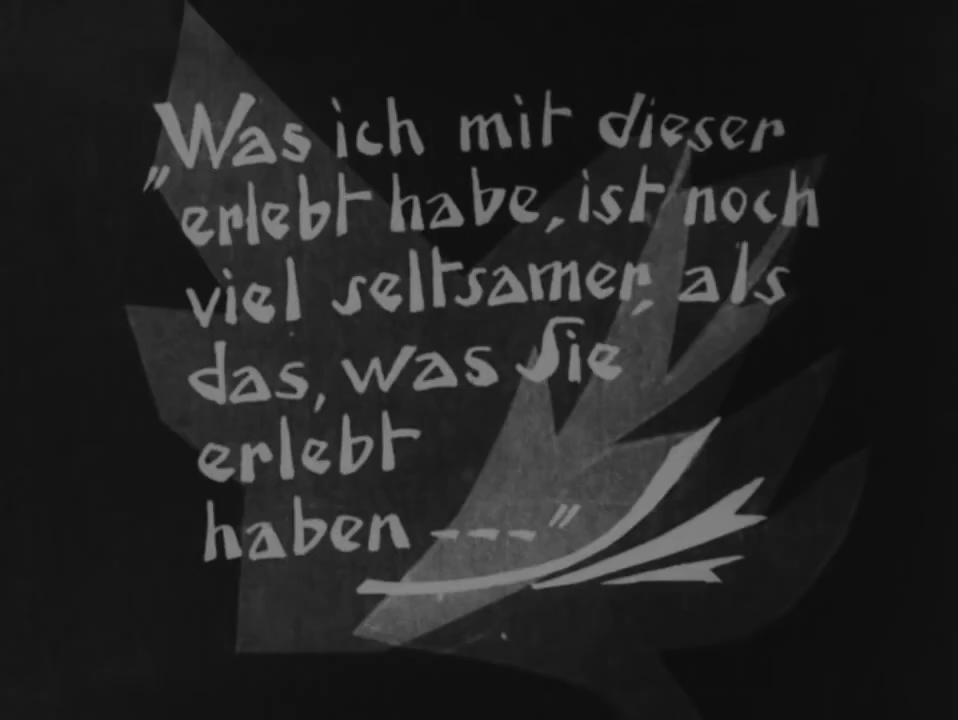 „Was ich mit dieser
erlebt habe, ist noch
viel seltsamer, als
das, was Sie
erlebt
haben ---"